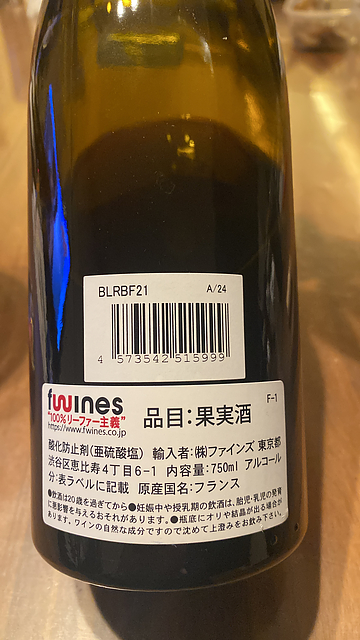 BLRBF21 A/24
4 573542 515999
fwines
"100%リーファー主義"
https://www.fwines.co.jp
品目:果実酒
F-1
酸化防止剤(亜硫酸塩) 輸入者:㈱ファインズ 東京都
渋谷区恵比寿4丁目6-1 内容量:750ml アルコール
分:表ラベルに記載 原産国名:フランス
●飲酒は20歳を過ぎてから●妊娠中や授乳期の飲酒は、胎児・乳児の発育
に悪影響を与えるおそれがあります。●瓶底にオリや結晶が出る場合が
あります。ワインの自然な成分ですので沈めて上澄みをお飲み下さい。